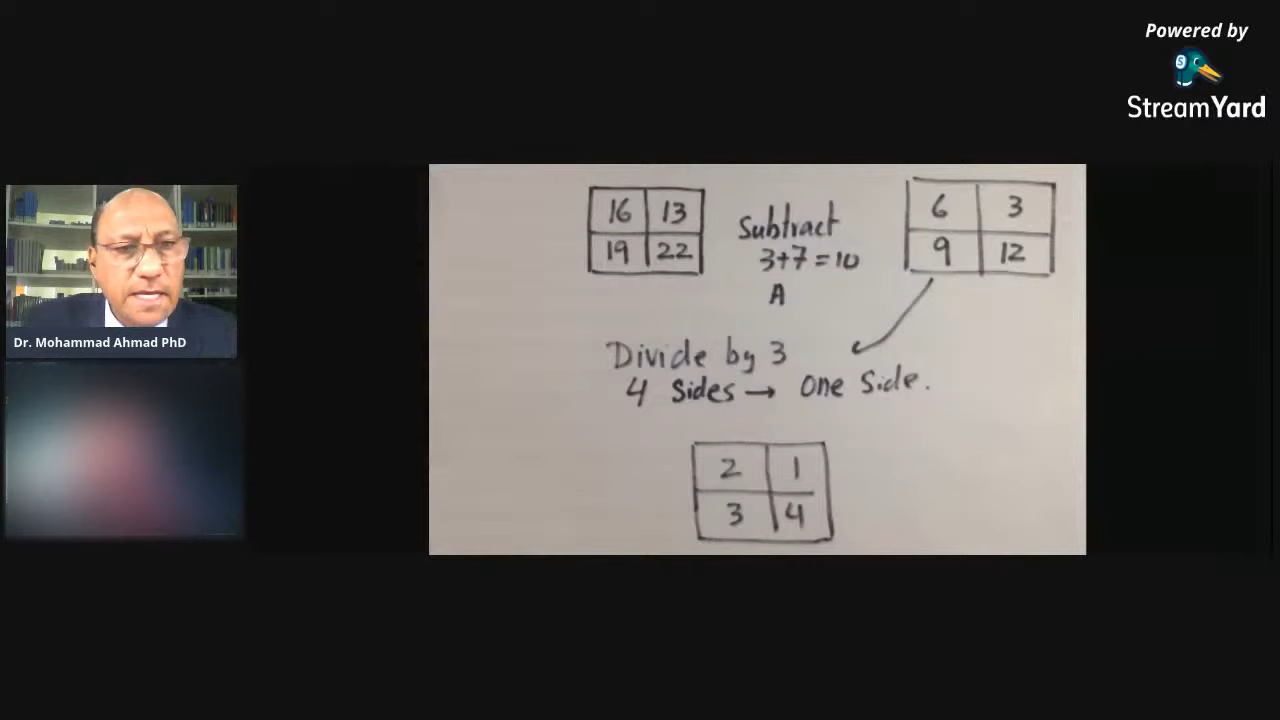 Powered by
StreamYard
16 13
19 22
Subtract
3+7=10
A
6 3
9 12
Divide by 3
4 Sides → One Side.
2 1
3 4
Dr. Mohammad Ahmad PhD